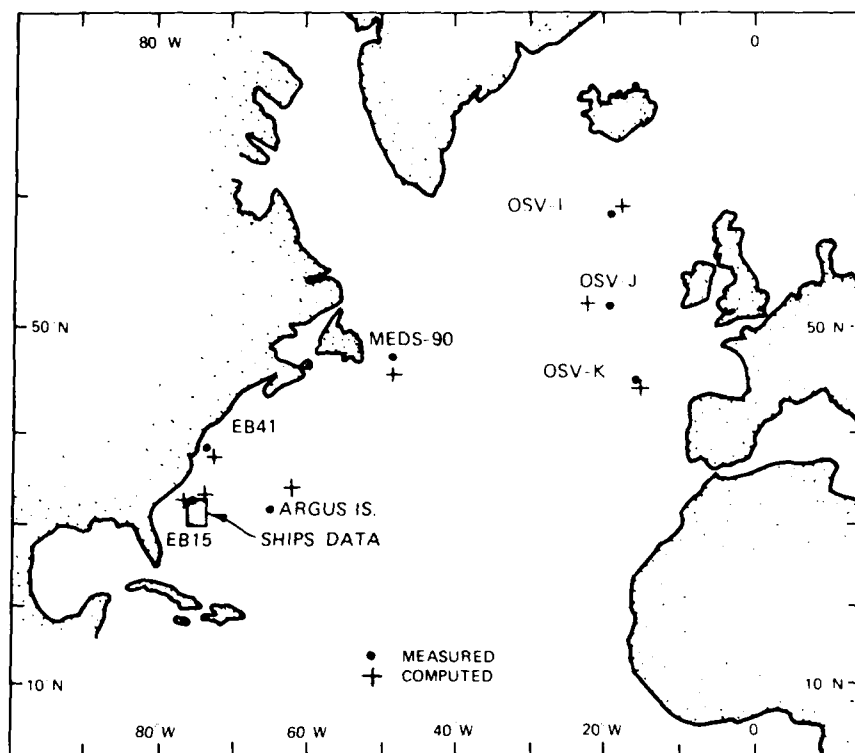 80 W
0
OSV-I
OSV-J
50 N
50 N
MEDS-90
OSV-K
EB41
ARGUS IS.
EB15
SHIPS DATA
MEASURED
COMPUTED
10 N
10 N
80 W
60 W
40 W
20 W
0